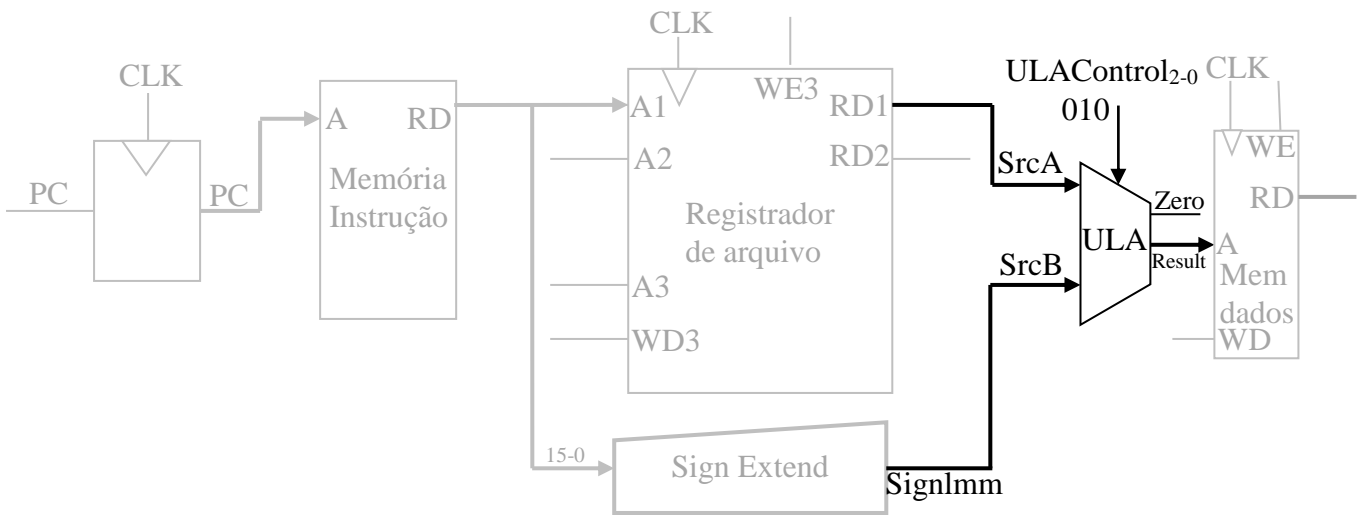 CLK
PC
PC
A
RD
Memória
Instrução
CLK
WE3
A1
RD1
A2
RD2
Registrador
de arquivo
A3
WD3
15-0
Sign Extend
SignImm
SrcA
SrcB
ULAControl2-0
010
ULA
Zero
Result
CLK
WE
RD
A
Mem
dados
WD